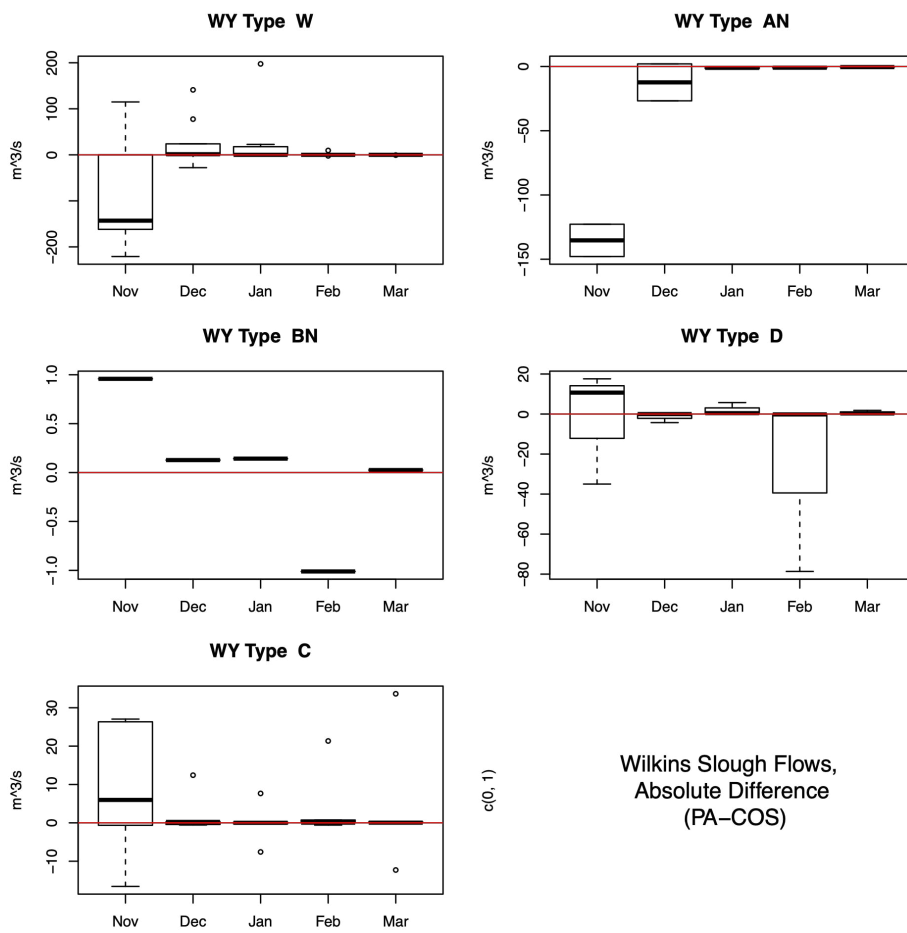 WY Type  W
m^3/s
200
100
0
−200
Nov
Dec
Jan
Feb
Mar
WY Type  AN
m^3/s
0
−50
−100
−150
Nov
Dec
Jan
Feb
Mar
WY Type  BN
m^3/s
1.0
0.5
0.0
−0.5
−1.0
Nov
Dec
Jan
Feb
Mar
WY Type  D
m^3/s
20
0
−20
−40
−60
−80
Nov
Dec
Jan
Feb
Mar
WY Type  C
m^3/s
30
20
10
0
−10
Nov
Dec
Jan
Feb
Mar
c(0, 1)
Wilkins Slough Flows,
Absolute Difference
(PA−COS)